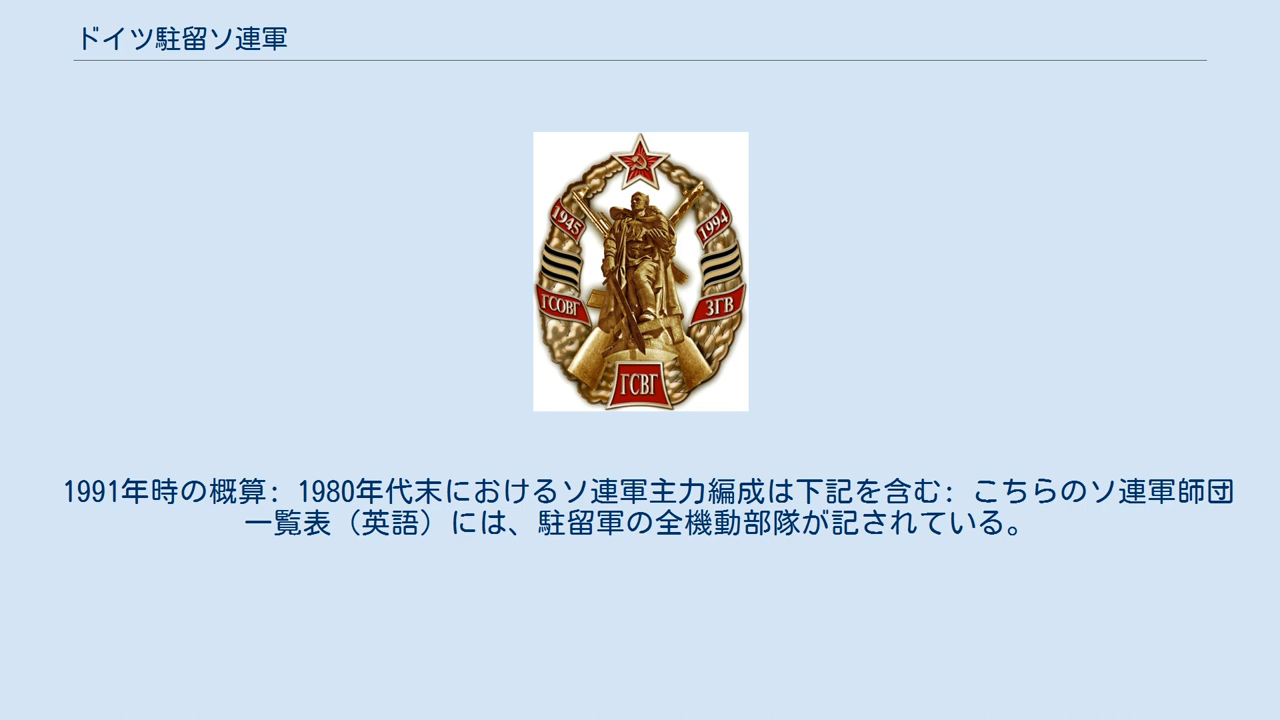 ドイツ駐留ソ連軍
1945
1994
ГСОВГ
ЗГВ
ГСВГ
1991年時の概算: 1980年代末におけるソ連軍主力編成は下記を含む: こちらのソ連軍師団
一覧表（英語）には、駐留軍の全機動部隊が記されている。